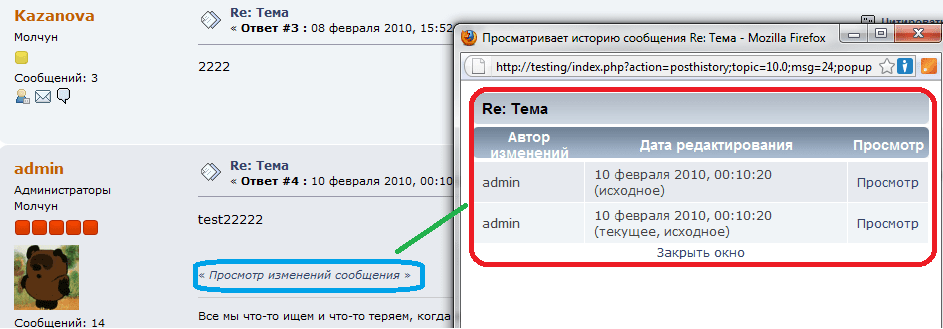 Kazanova
Молчун
Сообщений: 3
Re: Тема
« Ответ #3 : 08 февраля 2010, 15:52
Цитировать
2222
admin
Администраторы
Молчун
Сообщений: 14
Re: Тема
« Ответ #4 : 10 февраля 2010, 00:10
test22222
« Просмотр изменений сообщения »
Все мы что-то ищем и что-то теряем, когда
Просматривает историю сообщения Re: Тема - Mozilla Firefox
http://testing/index.php?action=posthistory;topic=10.0;msg=24;popup
Re: Тема
Автор изменений Дата редактирования Просмотр
admin 10 февраля 2010, 00:10:20 (исходное) Просмотр
admin 10 февраля 2010, 00:10:20 (текущее, исходное) Просмотр
Закрыть окно